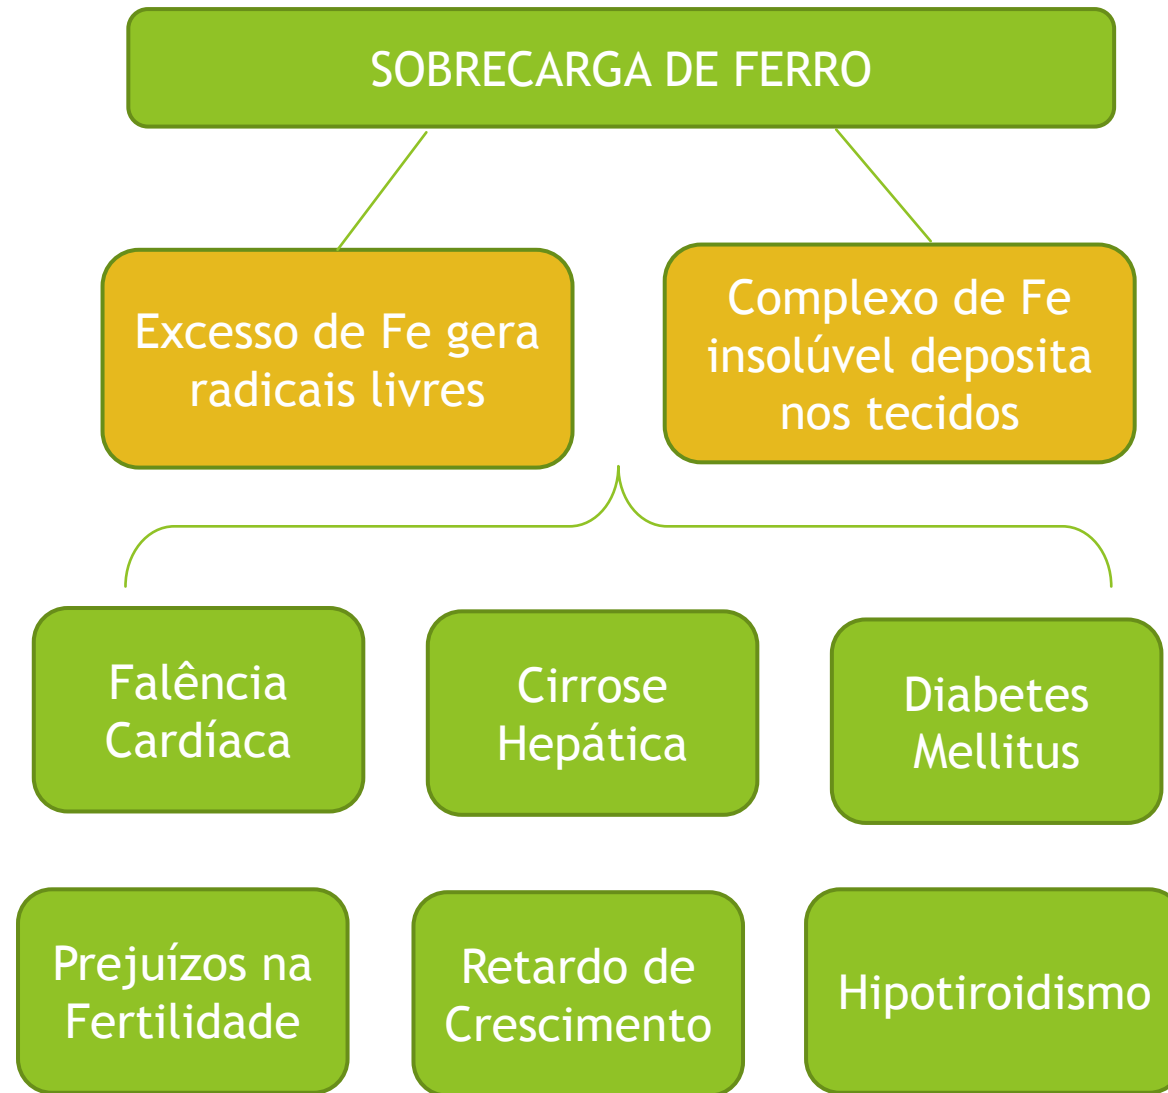 SOBRECARGA DE FERRO
Excesso de Fe gera
radicais livres
Complexo de Fe
insolúvel deposita
nos tecidos
Falência
Cardíaca
Cirrose
Hepática
Diabetes
Mellitus
Prejuízos na
Fertilidade
Retardo de
Crescimento
Hipotiroidismo